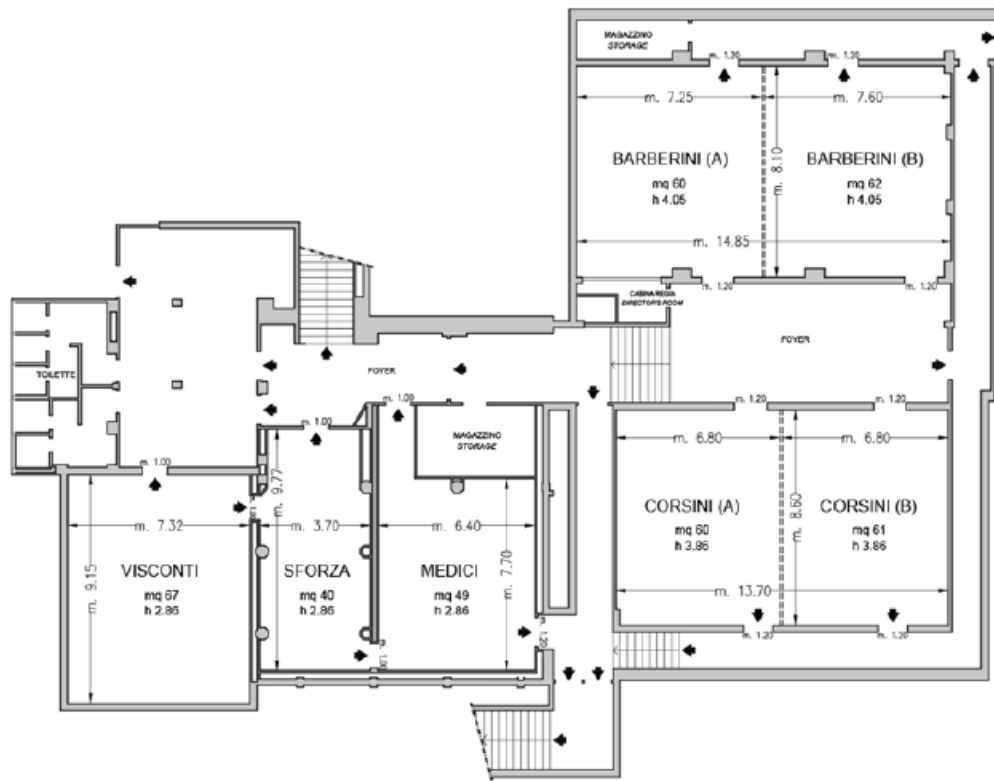 MAGAZZINO
STORAGE
m. 1.20
m. 1.20
m. 7.25
m. 7.60
BARBERINI (A)
mq 60
h 4.05
m. 8.10
BARBERINI (B)
mq 62
h 4.05
m. 14.85
m. 1.20
m. 1.20
CABINA REGIA
DIRECTOR'S ROOM
FOYER
FOYER
TOILETTE
m. 1.00
m. 1.00
m. 1.00
MAGAZZINO
STORAGE
m. 1.20
m. 1.20
m. 6.80
m. 6.80
CORSINI (A)
mq 60
h 3.86
m. 8.60
CORSINI (B)
mq 61
h 3.86
m. 13.70
m. 1.20
m. 1.20
m. 7.32
m. 9.15
VISCONTI
mq 67
h 2.86
m. 9.77
m. 3.70
SFORZA
mq 40
h 2.86
m. 6.40
m. 7.70
MEDICI
mq 49
h 2.86
m. 1.00
m. 1.20